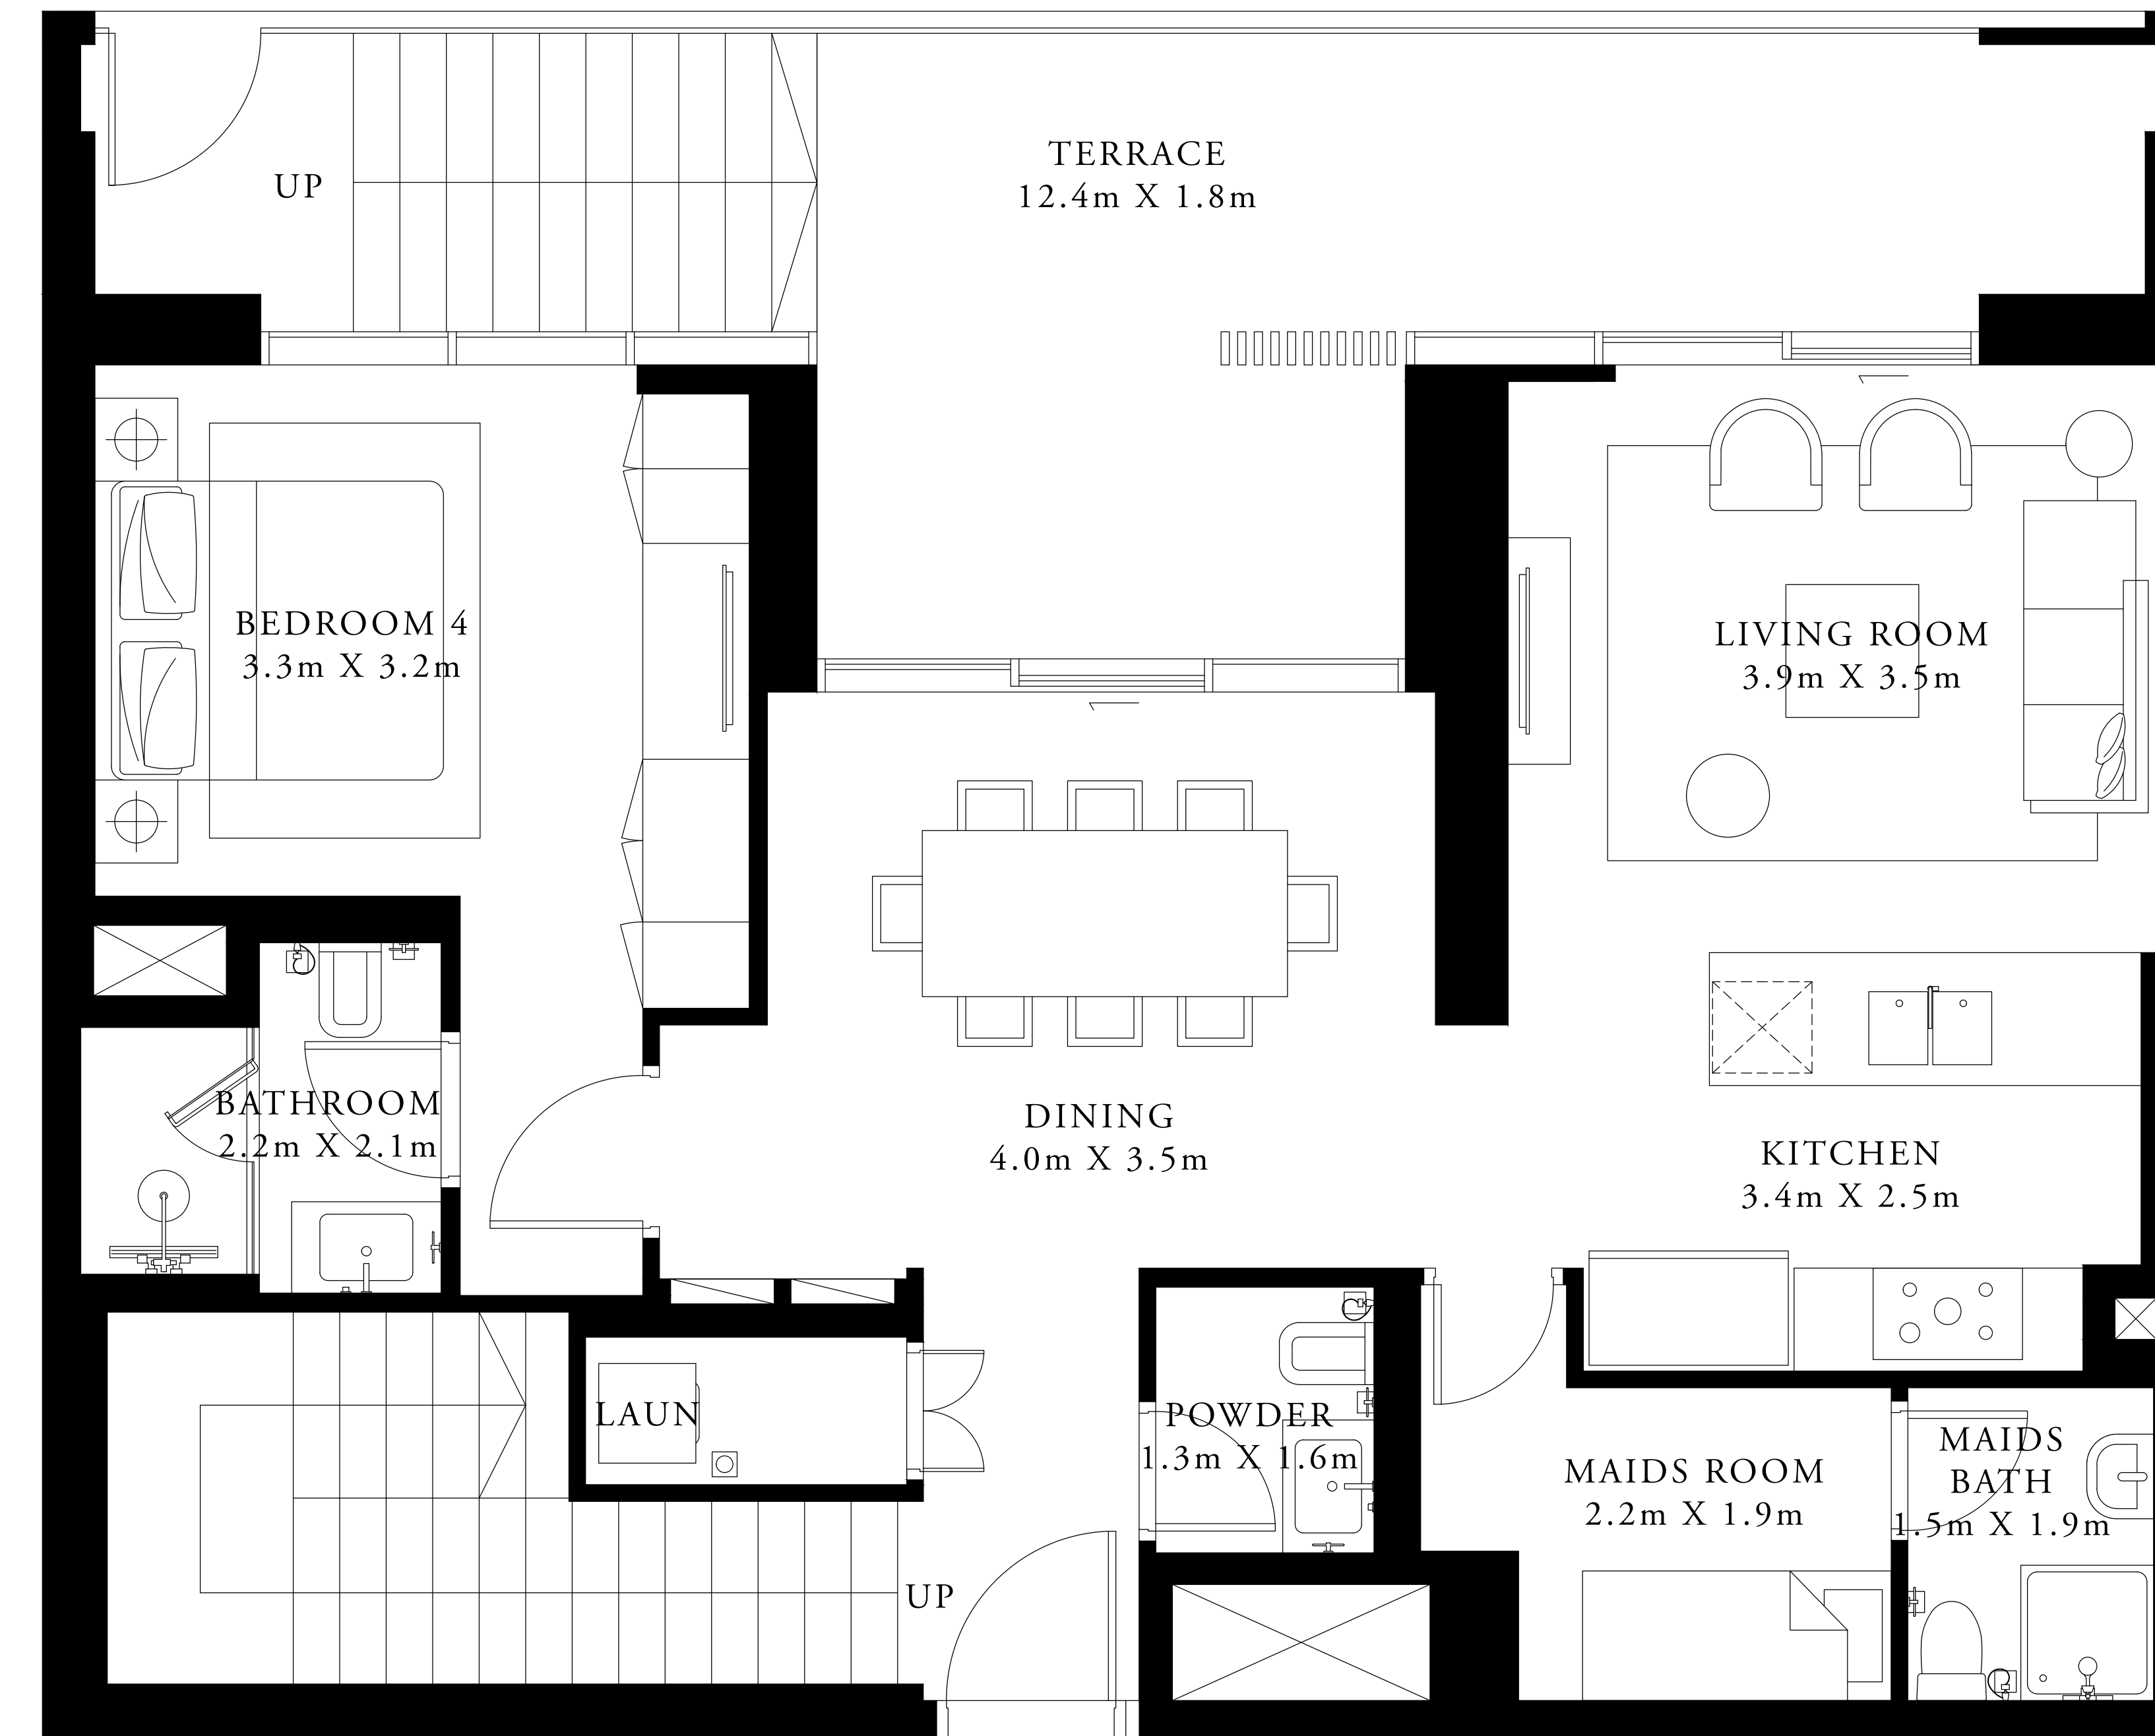 TERRACE
12.4m X 1.8m
UP
BEDROOM 4
3.3m X 3.2m
LIVING ROOM
3.9m X 3.5m
BATHROOM
2.2m X 2.1m
DINING
4.0m X 3.5m
KITCHEN
3.4m X 2.5m
LAUN
POWDER
1.3m X 1.6m
MAIDS ROOM
2.2m X 1.9m
MAIDS
BATH
1.5m X 1.9m
UP